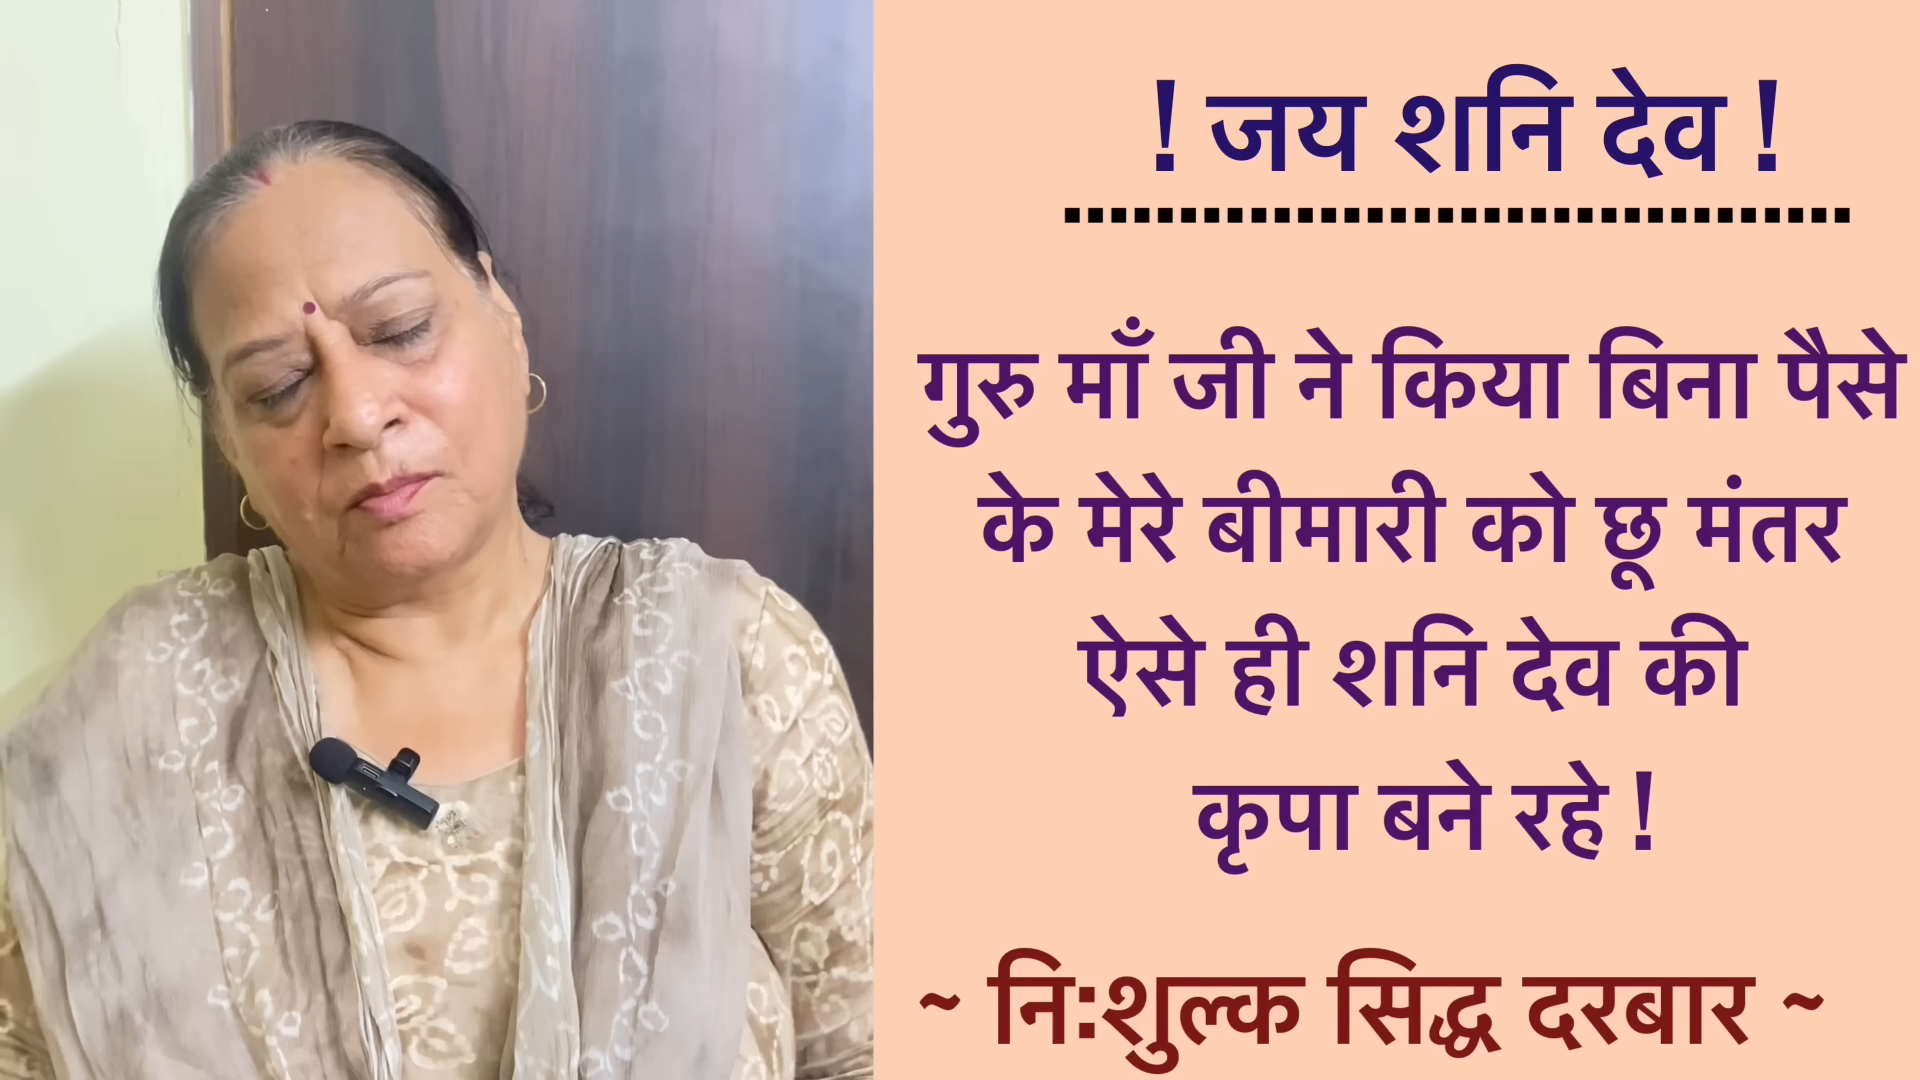 ! जय शनि देव !
गुरु माँ जी ने किया बिना पैसे
के मेरे बीमारी को छू मंतर
ऐसे ही शनि देव की
कृपा बने रहे !
~ नि:शुल्क सिद्ध दरबार ~